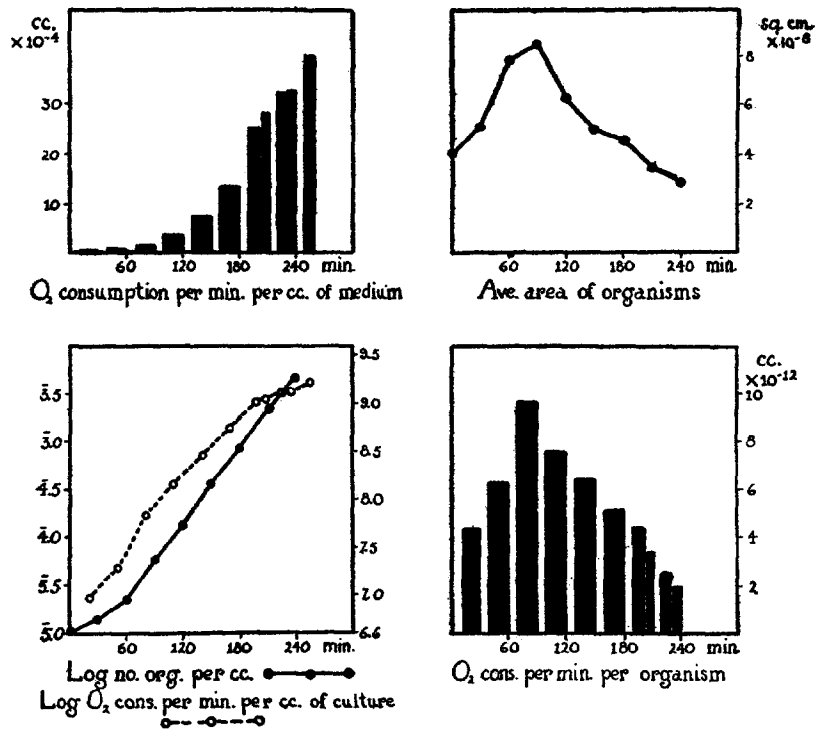 cc.
×10⁻⁴
30
20
10
60 120 180 240 min.
O₂ consumption per min. per cc. of medium
sq. cm.
×10⁻⁸
8
6
4
2
60 120 180 240 min.
Ave. area of organisms
9.5
3̄.5
9.0
3̄.0
8.5
4̄.5
8.0
4̄.0
7.5
5̄.5
7.0
5̄.0
6.6
60 120 180 240 min.
Log no. org. per cc.
Log O₂ cons. per min. per cc. of culture
cc.
×10⁻¹²
10
8
6
4
2
60 120 180 240 min.
O₂ cons. per min. per organism